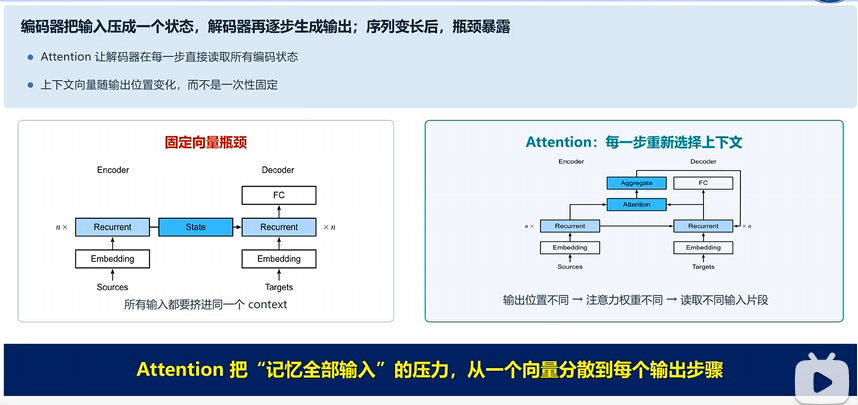 编码器把输入压成一个状态，解码器再逐步生成输出；序列变长后，瓶颈暴露
Attention 让解码器在每一步直接读取所有编码状态
上下文向量随输出位置变化，而不是一次性固定
固定向量瓶颈
Encoder
Decoder
FC
n ×
Recurrent
State
Recurrent
× n
Embedding
Embedding
Sources
Targets
所有输入都要挤进同一个 context
Attention：每一步重新选择上下文
Encoder
Decoder
Aggregate
FC
Attention
n ×
Recurrent
Recurrent
× n
Embedding
Embedding
Sources
Targets
输出位置不同 → 注意力权重不同 → 读取不同输入片段
Attention 把“记忆全部输入”的压力，从一个向量分散到每个输出步骤